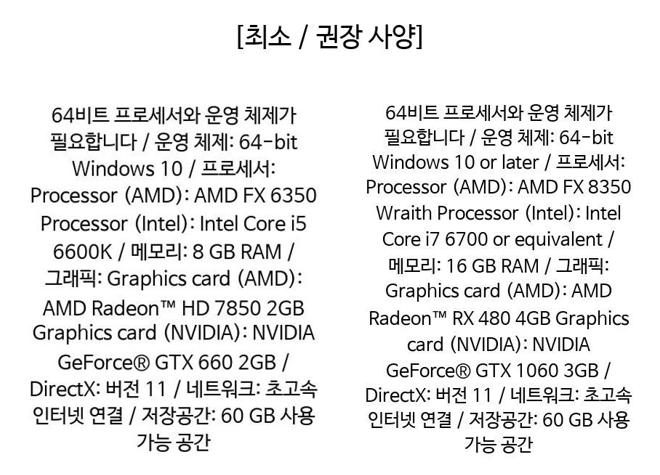 [최소 / 권장 사양]
64비트 프로세서와 운영 체제가
필요합니다 / 운영 체제: 64-bit
Windows 10 / 프로세서:
Processor (AMD): AMD FX 6350
Processor (Intel): Intel Core i5
6600K / 메모리: 8 GB RAM /
그래픽: Graphics card (AMD):
AMD Radeon™ HD 7850 2GB
Graphics card (NVIDIA): NVIDIA
GeForce® GTX 660 2GB /
DirectX: 버전 11 / 네트워크: 초고속
인터넷 연결 / 저장공간: 60 GB 사용
가능 공간
64비트 프로세서와 운영 체제가
필요합니다 / 운영 체제: 64-bit
Windows 10 or later / 프로세서:
Processor (AMD): AMD FX 8350
Wraith Processor (Intel): Intel
Core i7 6700 or equivalent /
메모리: 16 GB RAM / 그래픽:
Graphics card (AMD): AMD
Radeon™ RX 480 4GB Graphics
card (NVIDIA): NVIDIA
GeForce® GTX 1060 3GB /
DirectX: 버전 11 / 네트워크: 초고속
인터넷 연결 / 저장공간: 60 GB 사용
가능 공간